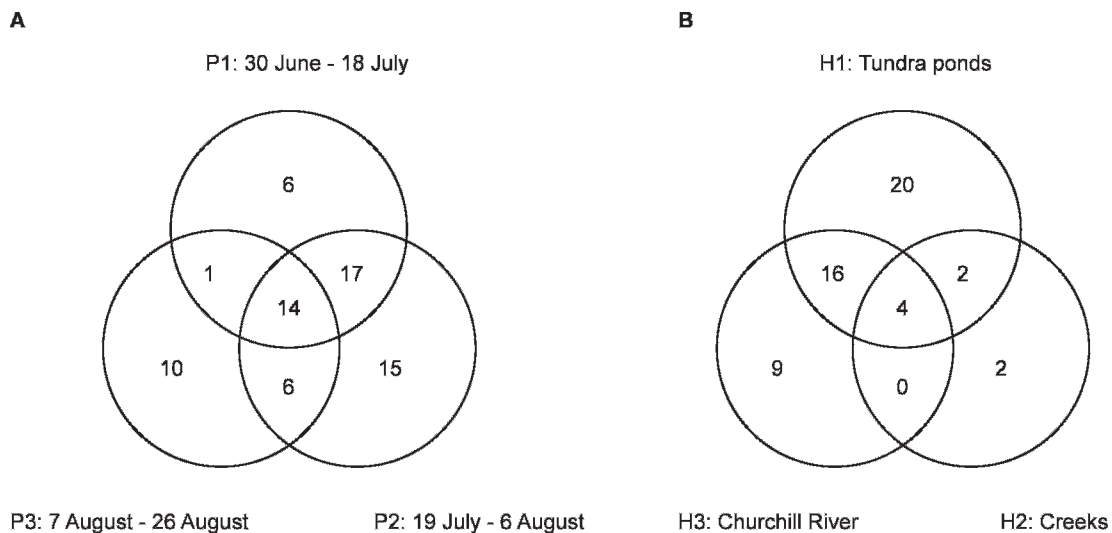 A
P1: 30 June - 18 July
6
1
17
14
10
6
15
P3: 7 August - 26 August
P2: 19 July - 6 August
B
H1: Tundra ponds
20
16
2
4
9
0
2
H3: Churchill River
H2: Creeks